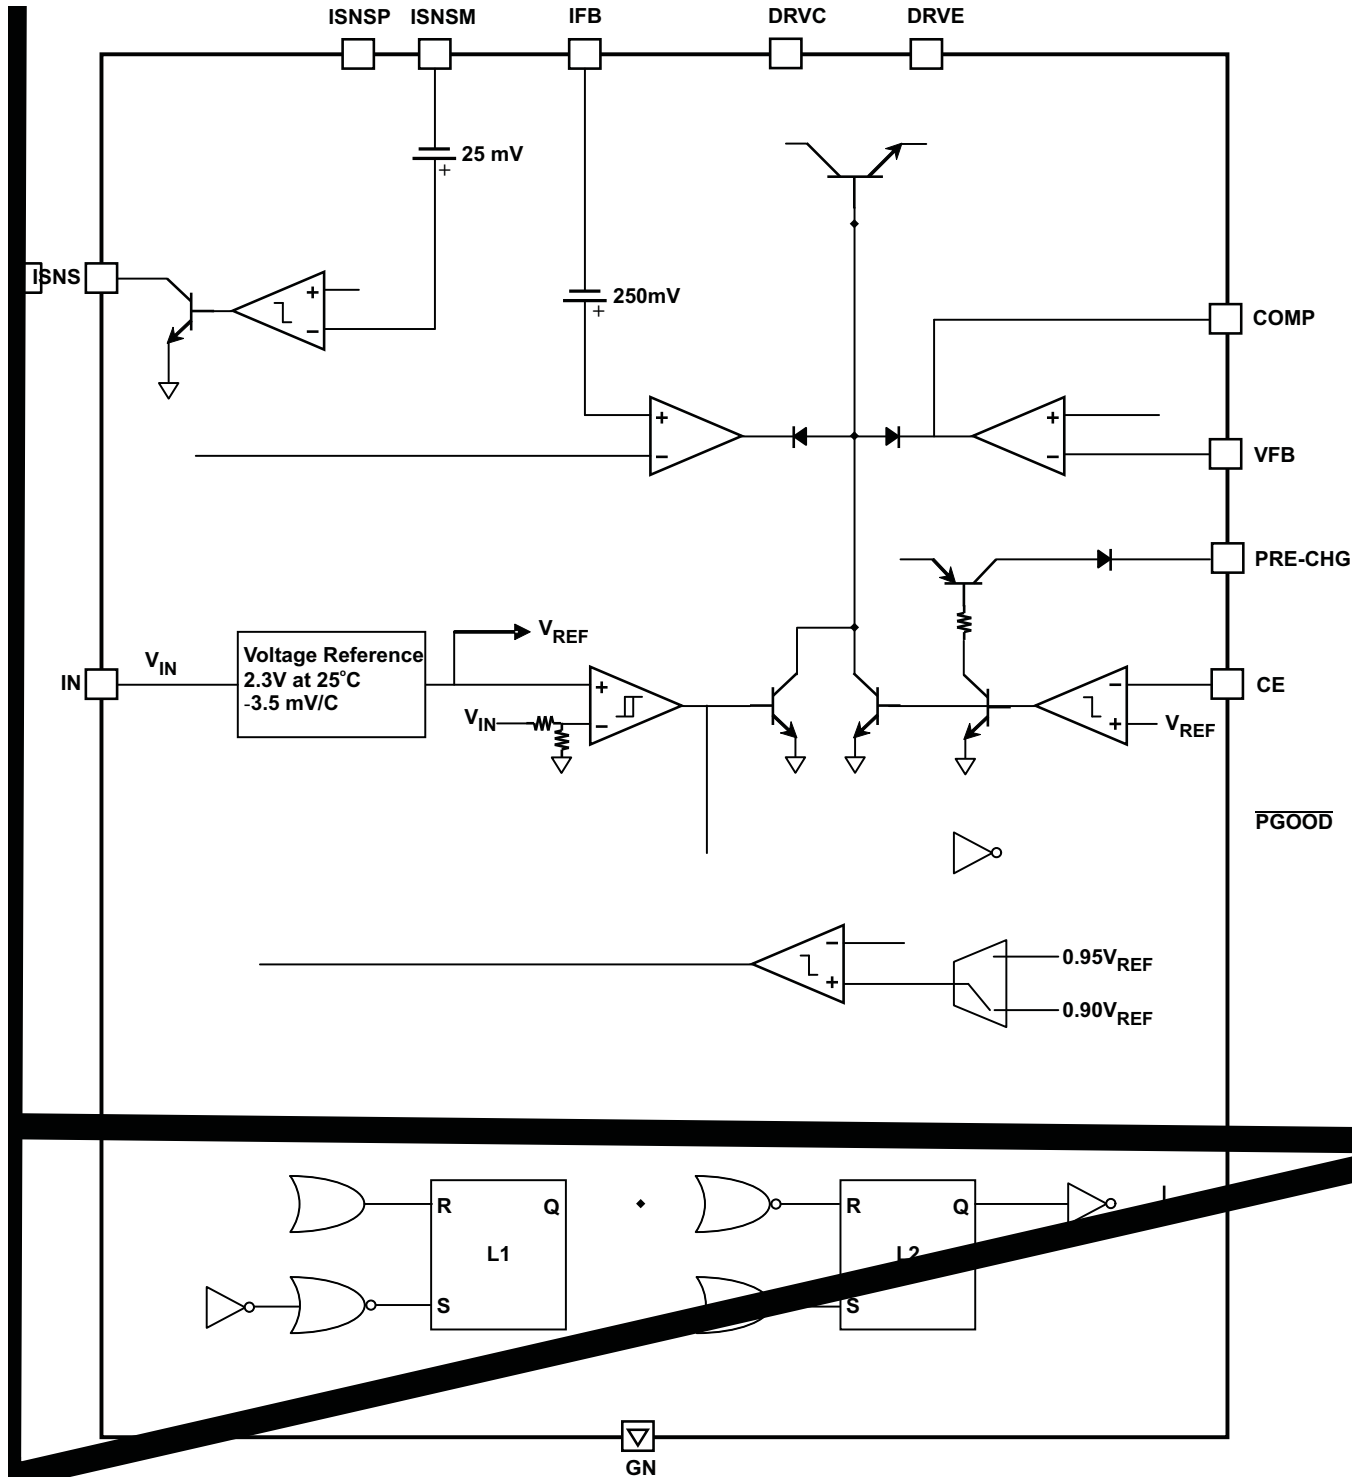 ISNSP ISNSM IFB DRVC DRVE
25 mV
+
ISNS
+
−
250mV
+
COMP
+
−
+
−
VFB
PRE-CHG
VREF
VIN
Voltage Reference
2.3V at 25°C
-3.5 mV/C
IN
+
−
VIN
−
+
CE
VREF
PGOOD
−
+
0.95VREF
0.90VREF
R Q
L1
S
R Q
L2
S
GN